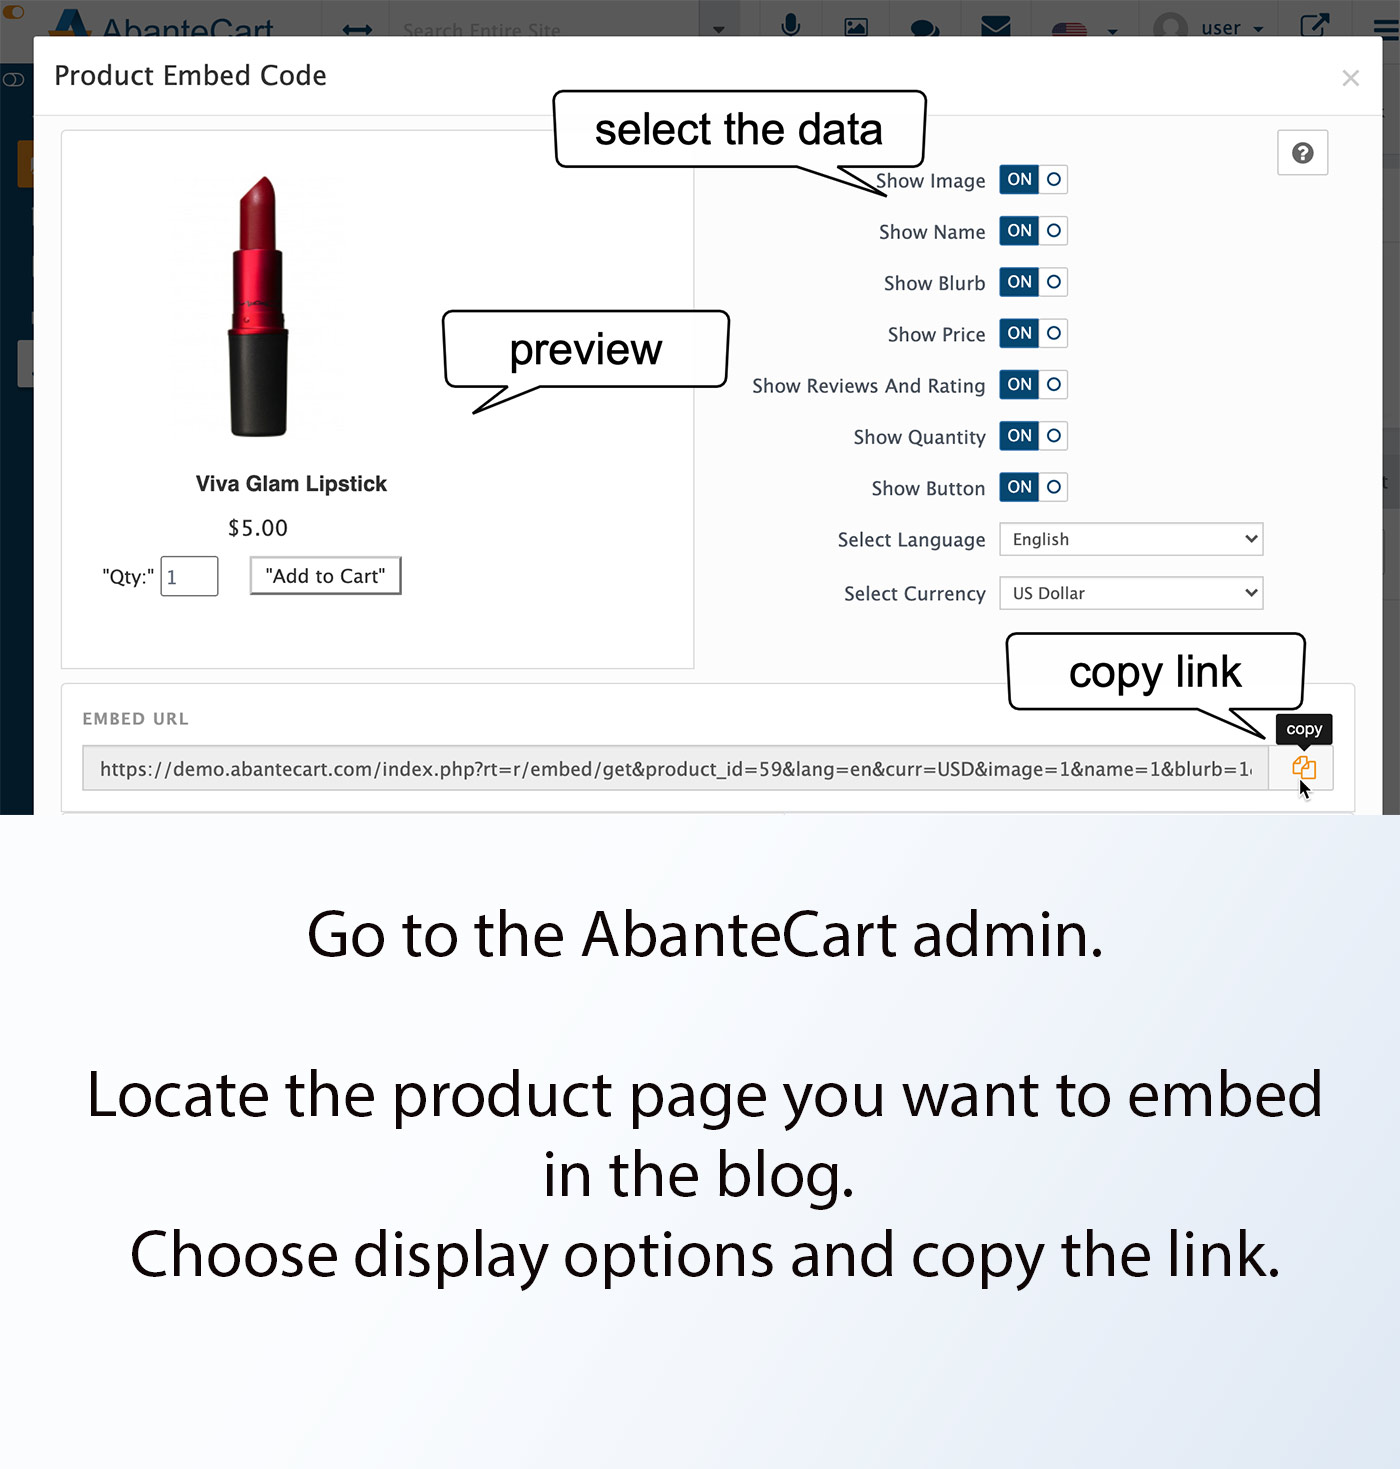 AbanteCart
Search Entire Site
user
Product Embed Code
select the data
Show Image ON
Show Name ON
Show Blurb ON
preview
Show Price ON
Show Reviews And Rating ON
Show Quantity ON
Viva Glam Lipstick
Show Button ON
$5.00
Select Language English
"Qty:" 1 "Add to Cart"
Select Currency US Dollar
copy link
EMBED URL
copy
https://demo.abantecart.com/index.php?rt=r/embed/get&product_id=59&lang=en&curr=USD&image=1&name=1&blurb=1
Go to the AbanteCart admin.
Locate the product page you want to embed
in the blog.
Choose display options and copy the link.